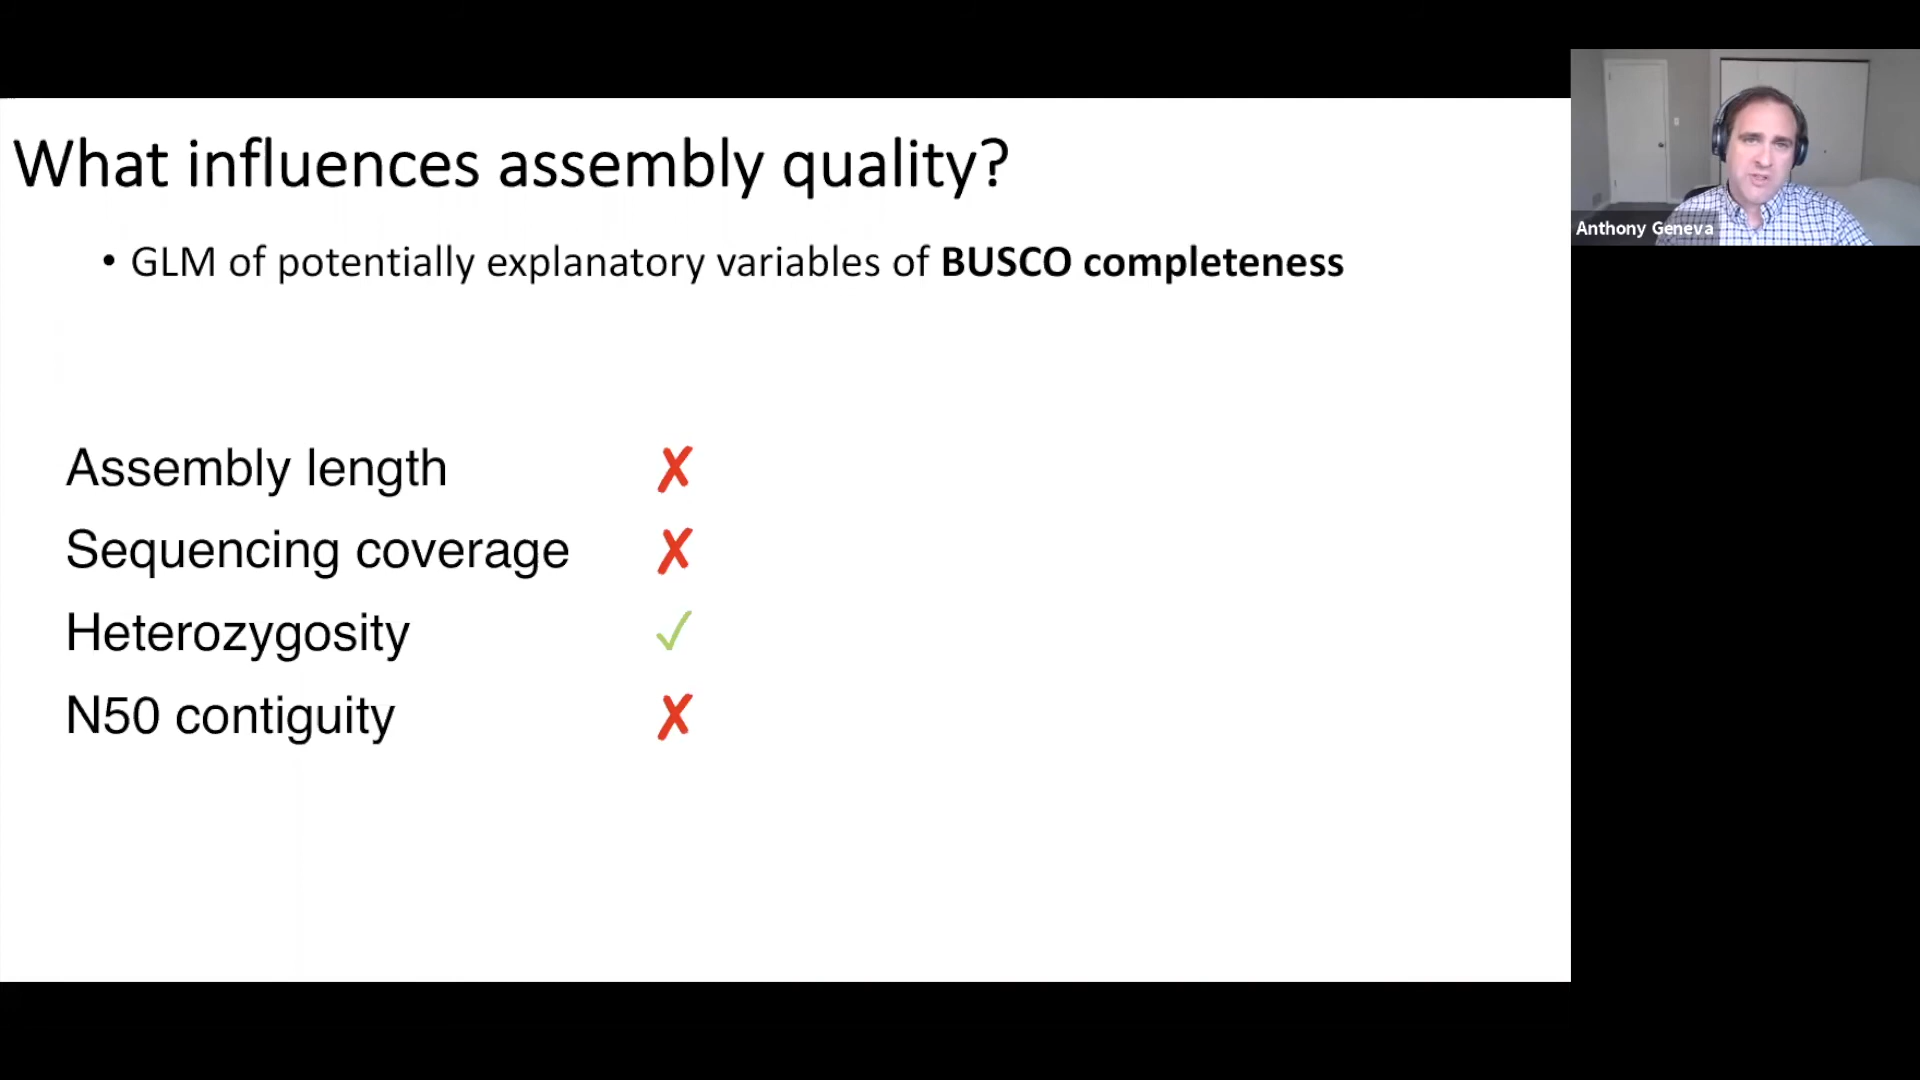 What influences assembly quality?
• GLM of potentially explanatory variables of BUSCO completeness
Assembly length ✗
Sequencing coverage ✗
Heterozygosity ✓
N50 contiguity ✗
Anthony Geneva